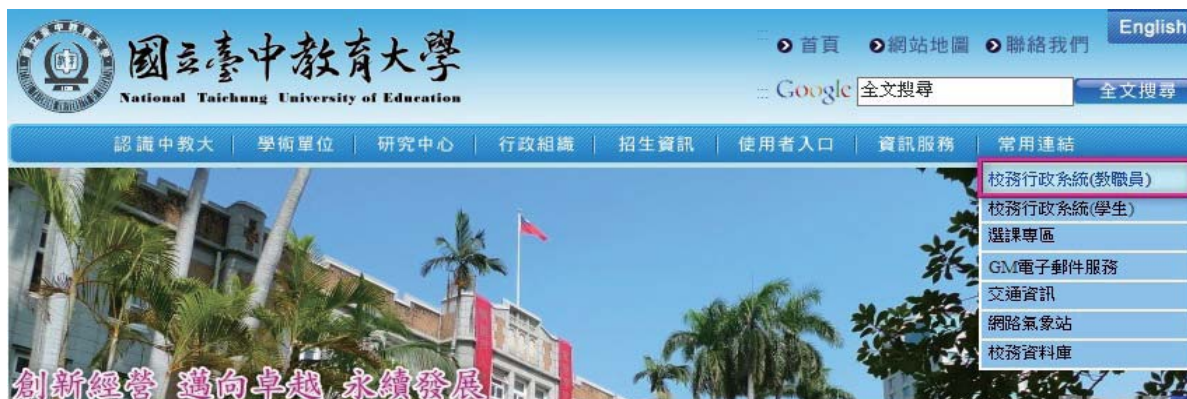 國立臺中教育大學
National Taichung University of Education
首頁 網站地圖 聯絡我們 English
Google 全文搜尋 全文搜尋
認識中教大 | 學術單位 | 研究中心 | 行政組織 | 招生資訊 | 使用者入口 | 資訊服務 | 常用連結
校務行政系統(教職員)
校務行政系統(學生)
選課專區
GM電子郵件服務
交通資訊
網路氣象站
校務資料庫
創新經營 邁向卓越 永續發展